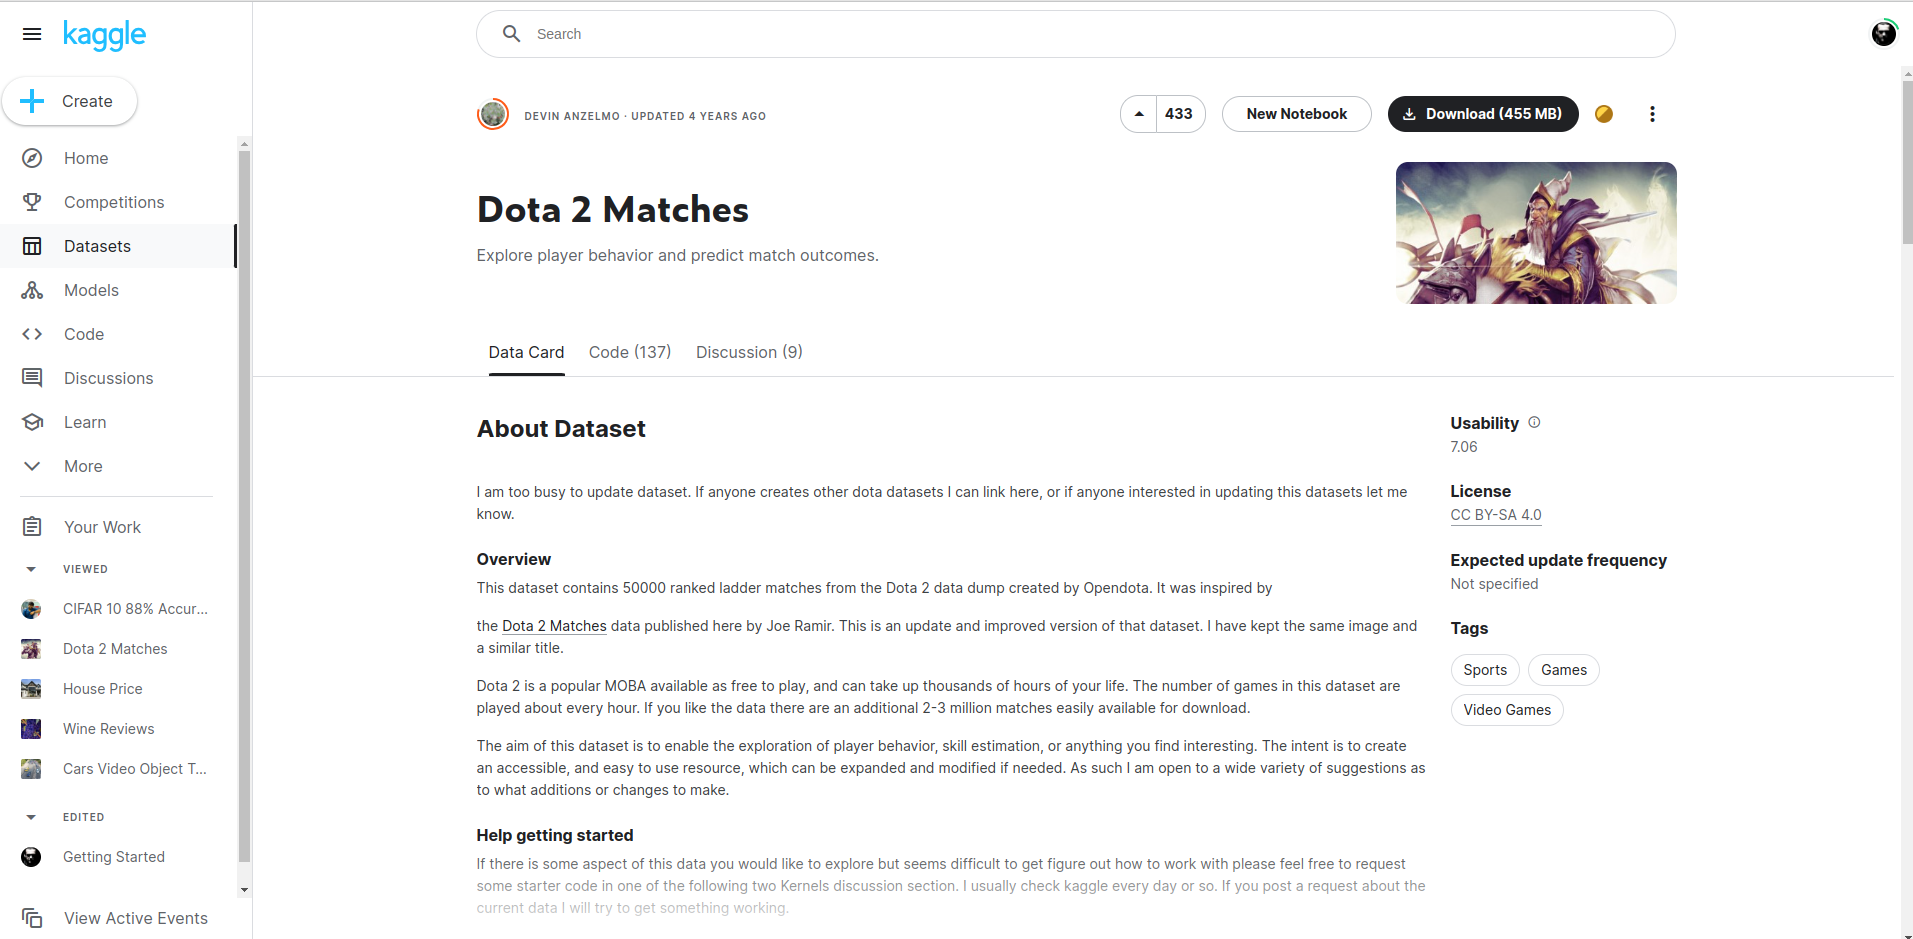 kaggle
Search
Create
Home
Competitions
Datasets
Models
Code
Discussions
Learn
More
Your Work
VIEWED
CIFAR 10 88% Accur...
Dota 2 Matches
House Price
Wine Reviews
Cars Video Object T...
EDITED
Getting Started
View Active Events
DEVIN ANZELMO · UPDATED 4 YEARS AGO
433
New Notebook
Download (455 MB)
Dota 2 Matches
Explore player behavior and predict match outcomes.
Data Card
Code (137)
Discussion (9)
About Dataset
I am too busy to update dataset. If anyone creates other dota datasets I can link here, or if anyone interested in updating this datasets let me
know.
Overview
This dataset contains 50000 ranked ladder matches from the Dota 2 data dump created by Opendota. It was inspired by
the Dota 2 Matches data published here by Joe Ramir. This is an update and improved version of that dataset. I have kept the same image and
a similar title.
Dota 2 is a popular MOBA available as free to play, and can take up thousands of hours of your life. The number of games in this dataset are
played about every hour. If you like the data there are an additional 2-3 million matches easily available for download.
The aim of this dataset is to enable the exploration of player behavior, skill estimation, or anything you find interesting. The intent is to create
an accessible, and easy to use resource, which can be expanded and modified if needed. As such I am open to a wide variety of suggestions as
to what additions or changes to make.
Help getting started
If there is some aspect of this data you would like to explore but seems difficult to get figure out how to work with please feel free to request
some starter code in one of the following two Kernels discussion section. I usually check kaggle every day or so. If you post a request about the
current data I will try to get something working.
Usability
7.06
License
CC BY-SA 4.0
Expected update frequency
Not specified
Tags
Sports
Games
Video Games